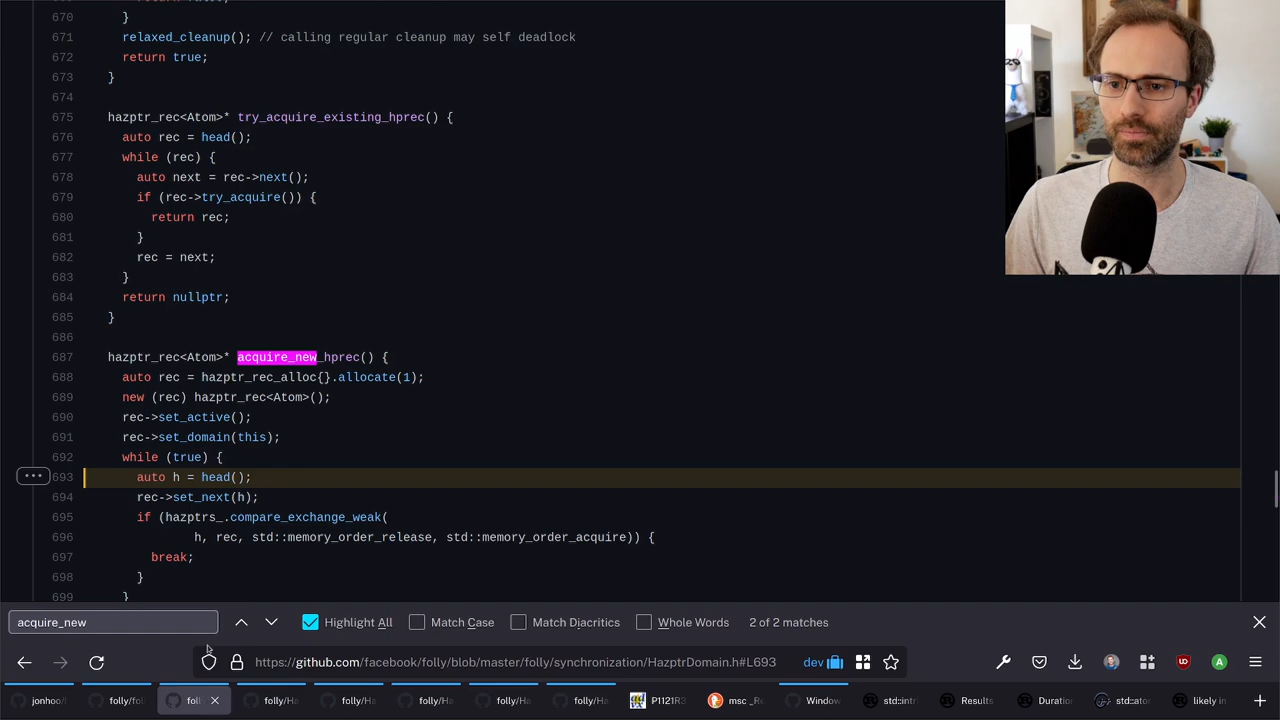 670 }
671 relaxed_cleanup(); // calling regular cleanup may self deadlock
672 return true;
673 }
674
675 hazptr_rec<Atom>* try_acquire_existing_hprec() {
676 auto rec = head();
677 while (rec) {
678 auto next = rec->next();
679 if (rec->try_acquire()) {
680 return rec;
681 }
682 rec = next;
683 }
684 return nullptr;
685 }
686
687 hazptr_rec<Atom>* acquire_new_hprec() {
688 auto rec = hazptr_rec_alloc{}.allocate(1);
689 new (rec) hazptr_rec<Atom>();
690 rec->set_active();
691 rec->set_domain(this);
692 while (true) {
693 auto h = head();
694 rec->set_next(h);
695 if (hazptrs_.compare_exchange_weak(
696 h, rec, std::memory_order_release, std::memory_order_acquire)) {
697 break;
698 }
699 }
acquire_new Highlight All Match Case Match Diacritics Whole Words 2 of 2 matches
https://github.com/facebook/folly/blob/master/folly/synchronization/HazptrDomain.h#L693 dev
jonhoo/ folly/fol foll folly/Ha folly/Ha folly/Ha folly/Ha folly/Ha P1121R3 msc _Re Window std::intr Results Duration std::ato likely in